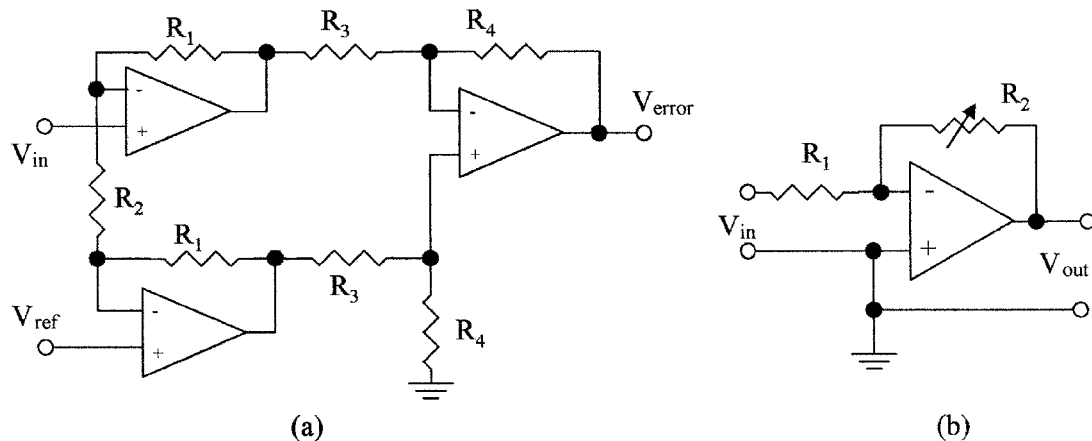 R1
R3
R4
-
+
Vin
R2
-
+
Verror
R1
R3
-
+
Vref
R4
(a)
R2
R1
-
+
Vin
Vout
(b)